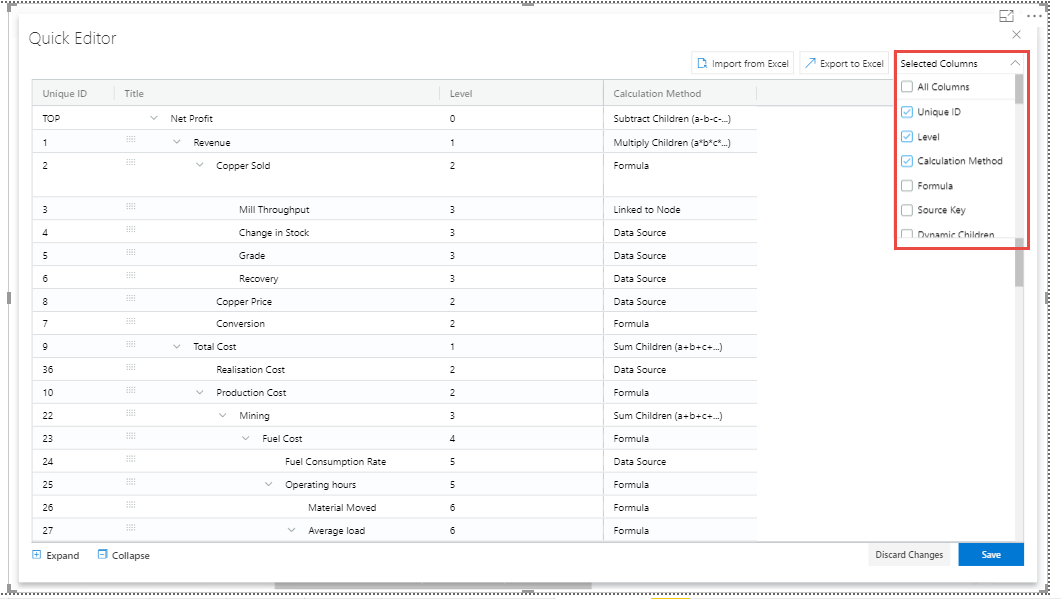 Quick Editor
Import from Excel Export to Excel Selected Columns
All Columns
Unique ID
Level
Calculation Method
Formula
Source Key
Dynamic Children
Unique ID Title Level Calculation Method
TOP Net Profit 0 Subtract Children (a-b-c-...)
1 Revenue 1 Multiply Children (a*b*c*...)
2 Copper Sold 2 Formula
3 Mill Throughput 3 Linked to Node
4 Change in Stock 3 Data Source
5 Grade 3 Data Source
6 Recovery 3 Data Source
8 Copper Price 2 Data Source
7 Conversion 2 Formula
9 Total Cost 1 Sum Children (a+b+c+...)
36 Realisation Cost 2 Data Source
10 Production Cost 2 Formula
22 Mining 3 Sum Children (a+b+c+...)
23 Fuel Cost 4 Formula
24 Fuel Consumption Rate 5 Data Source
25 Operating hours 5 Formula
26 Material Moved 6 Formula
27 Average load 6 Formula
Expand Collapse Discard Changes Save